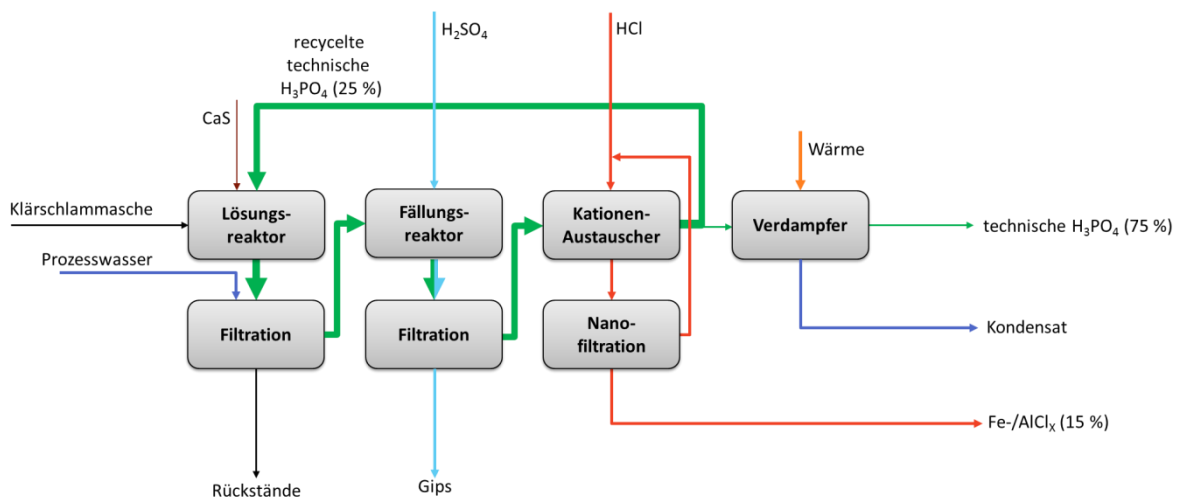 H₂SO₄
HCl
recycelte
technische
H₃PO₄ (25 %)
CaS
Wärme
Klärschlammasche
Lösungs-
reaktor
Fällungs-
reaktor
Kationen-
Austauscher
Verdampfer
technische H₃PO₄ (75 %)
Prozesswasser
Filtration
Filtration
Nano-
filtration
Kondensat
Fe-/AlClₓ (15 %)
Rückstände
Gips